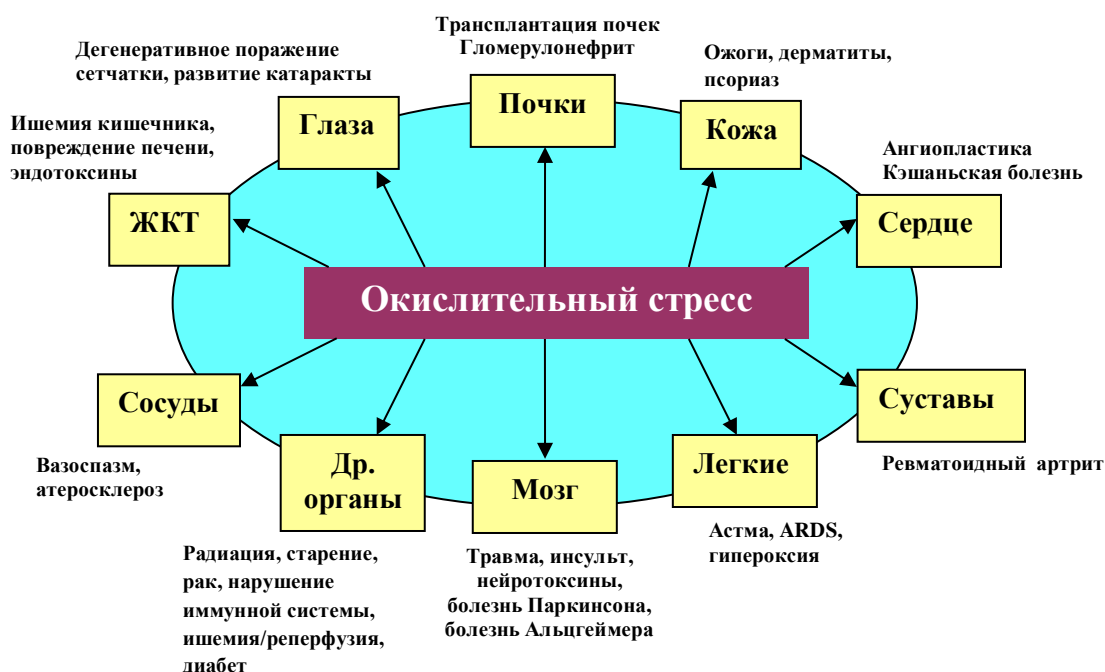 Трансплантация почек
Гломерулонефрит
Дегенеративное поражение
сетчатки, развитие катаракты
Ожоги, дерматиты,
псориаз
Почки
Глаза
Кожа
Ишемия кишечника,
повреждение печени,
эндотоксины
Ангиопластика
Кэшаньская болезнь
ЖКТ
Сердце
Окислительный стресс
Сосуды
Суставы
Вазоспазм,
атеросклероз
Др.
органы
Мозг
Легкие
Ревматоидный артрит
Радиация, старение,
рак, нарушение
иммунной системы,
ишемия/реперфузия,
диабет
Травма, инсульт,
нейротоксины,
болезнь Паркинсона,
болезнь Альцгеймера
Астма, ARDS,
гипероксия